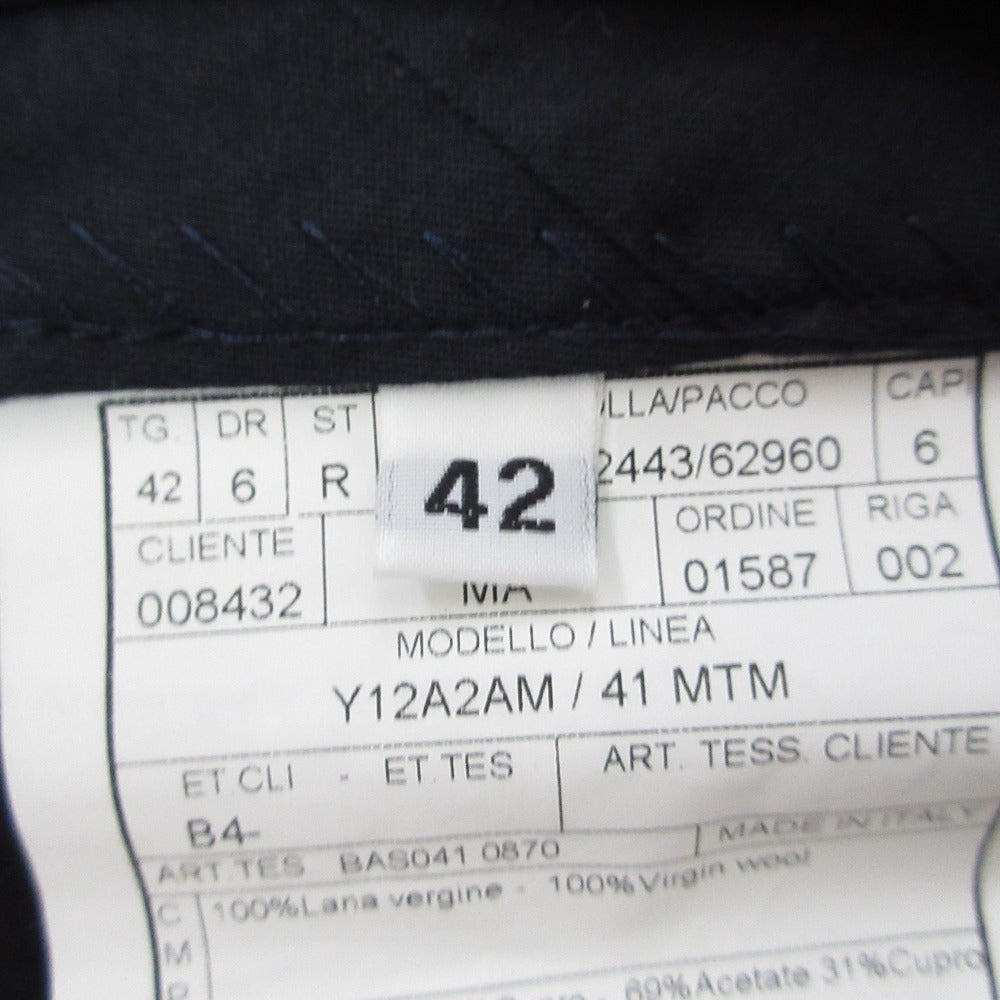 TG. DR ST LLA/PACCO CAPI
42 6 R 42 2443/62960 6
CLIENTE ORDINE RIGA
008432 01587 002
MODELLO / LINEA
Y12A2AM / 41 MTM
ET.CLI - ET.TES ART. TESS. CLIENTE
B4-
ART.TES BAS041 0870 MADE IN ITALY
C 100%Lana vergine - 100%Virgin wool
M
P 69%Acetate 31%Cupro